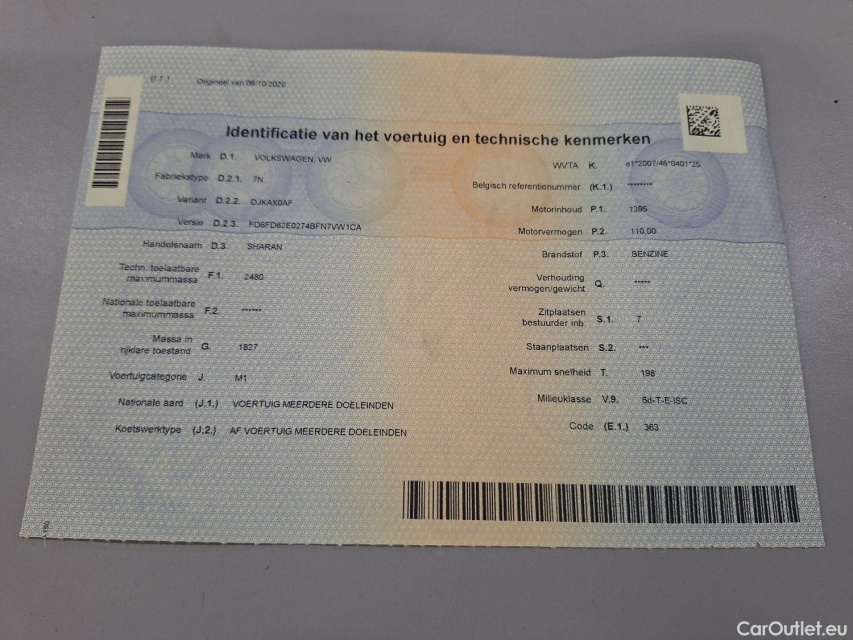 (I.1.) Origineel van 06/10/2020
Identificatie van het voertuig en technische kenmerken
Merk D.1. VOLKSWAGEN, VW
Fabriekstype D.2.1. 7N
Variant D.2.2. DJKAX0AF
Versie D.2.3. FD6FD62E0274BFN7VW1CA
Handelsnaam D.3. SHARAN
Techn. toelaatbare
maximummassa F.1. 2480
Nationale toelaatbare
maximummassa F.2. ******
Massa in
rijklare toestand G. 1827
Voertuigcategorie J. M1
Nationale aard (J.1.) VOERTUIG MEERDERE DOELEINDEN
Koetswerktype (J.2.) AF VOERTUIG MEERDERE DOELEINDEN
WVTA K. e1*2007/46*0401*25
Belgisch referentienummer (K.1.) ********
Motorinhoud P.1. 1395
Motorvermogen P.2. 110,00
Brandstof P.3. BENZINE
Verhouding
vermogen/gewicht Q. *****
Zitplaatsen
bestuurder inb. S.1. 7
Staanplaatsen S.2. ***
Maximum snelheid T. 198
Milieuklasse V.9. 6d-T-E-ISC
Code (E.1.) 363
CarOutlet.eu